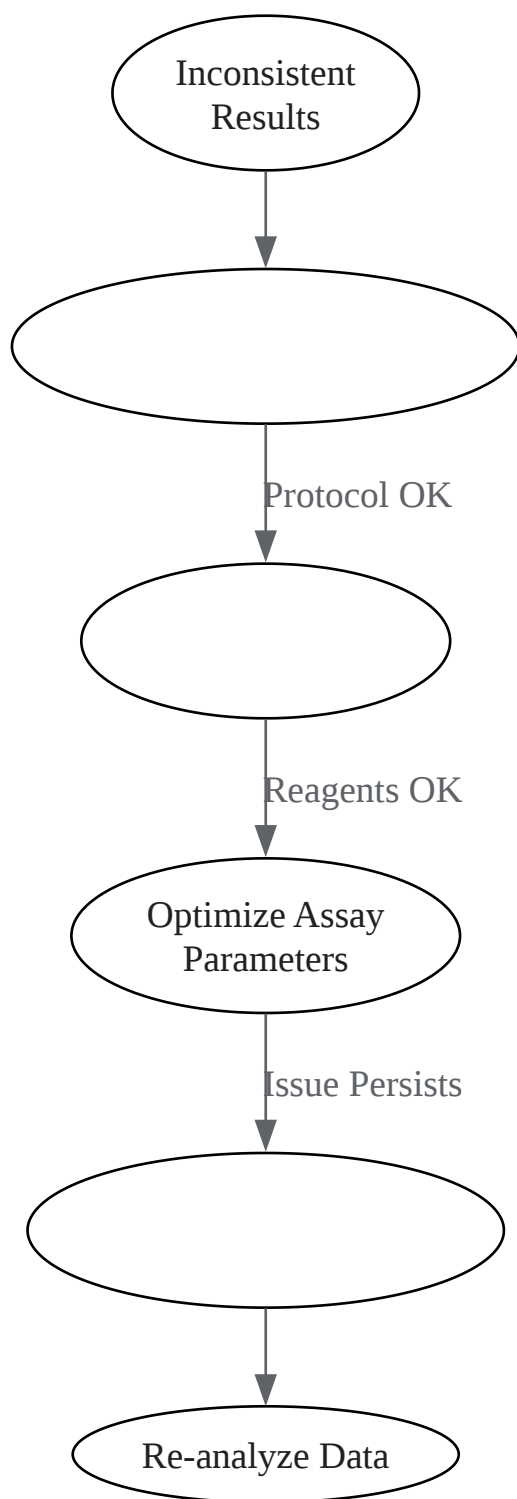 Inconsistent
Results
Protocol OK
Reagents OK
Optimize Assay
Parameters
Issue Persists
Re-analyze Data